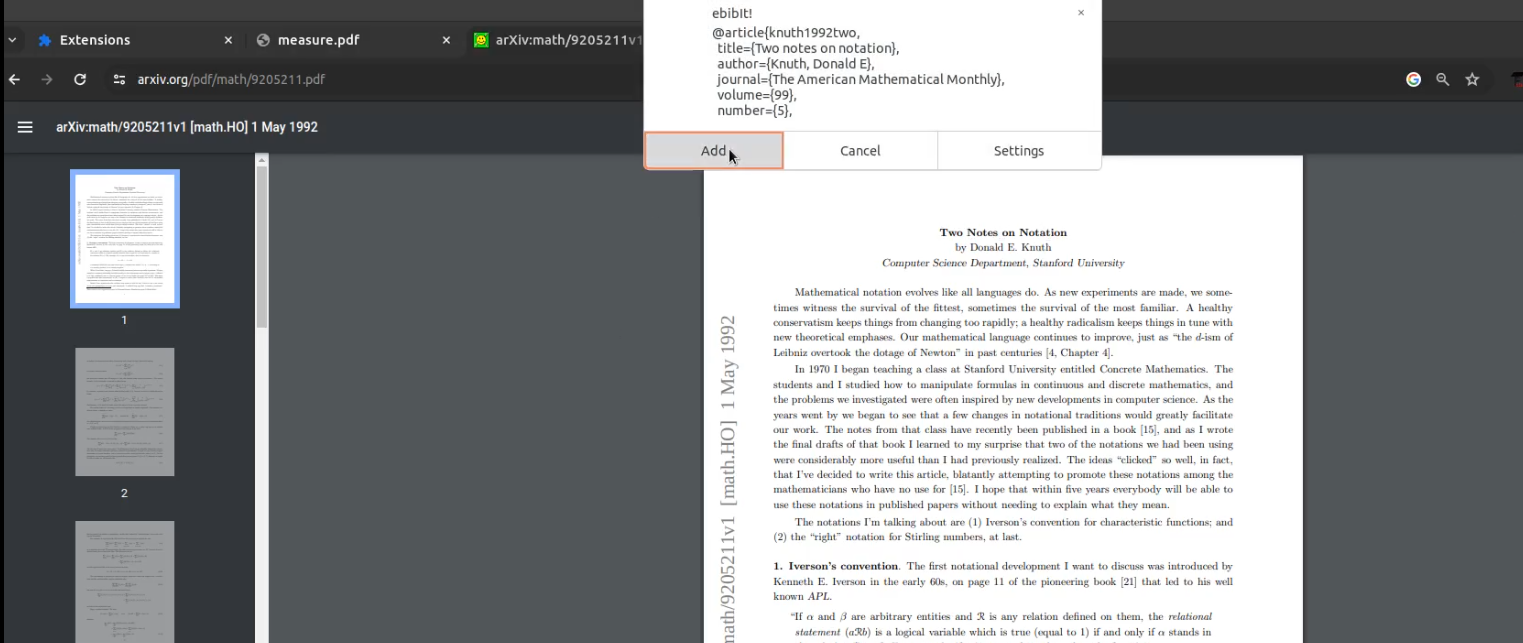 ebibIt!
×
@article{knuth1992two,
title={Two notes on notation},
author={Knuth, Donald E},
journal={The American Mathematical Monthly},
volume={99},
number={5},
Add
Cancel
Settings
Extensions
measure.pdf
arXiv:math/9205211v1
arxiv.org/pdf/math/9205211.pdf
arXiv:math/9205211v1 [math.HO] 1 May 1992
1
2
math/9205211v1 [math.HO] 1 May 1992
Two Notes on Notation
by Donald E. Knuth
Computer Science Department, Stanford University
Mathematical notation evolves like all languages do. As new experiments are made, we some-
times witness the survival of the fittest, sometimes the survival of the most familiar. A healthy
conservatism keeps things from changing too rapidly; a healthy radicalism keeps things in tune with
new theoretical emphases. Our mathematical language continues to improve, just as “the d-ism of
Leibniz overtook the dotage of Newton” in past centuries [4, Chapter 4].
In 1970 I began teaching a class at Stanford University entitled Concrete Mathematics. The
students and I studied how to manipulate formulas in continuous and discrete mathematics, and
the problems we investigated were often inspired by new developments in computer science. As the
years went by we began to see that a few changes in notational traditions would greatly facilitate
our work. The notes from that class have recently been published in a book [15], and as I wrote
the final drafts of that book I learned to my surprise that two of the notations we had been using
were considerably more useful than I had previously realized. The ideas “clicked” so well, in fact,
that I’ve decided to write this article, blatantly attempting to promote these notations among the
mathematicians who have no use for [15]. I hope that within five years everybody will be able to
use these notations in published papers without needing to explain what they mean.
The notations I’m talking about are (1) Iverson’s convention for characteristic functions; and
(2) the “right” notation for Stirling numbers, at last.
1. Iverson’s convention. The first notational development I want to discuss was introduced by
Kenneth E. Iverson in the early 60s, on page 11 of the pioneering book [21] that led to his well
known APL.
“If α and β are arbitrary entities and ℛ is any relation defined on them, the relational
statement (αℛb) is a logical variable which is true (equal to 1) if and only if α stands in